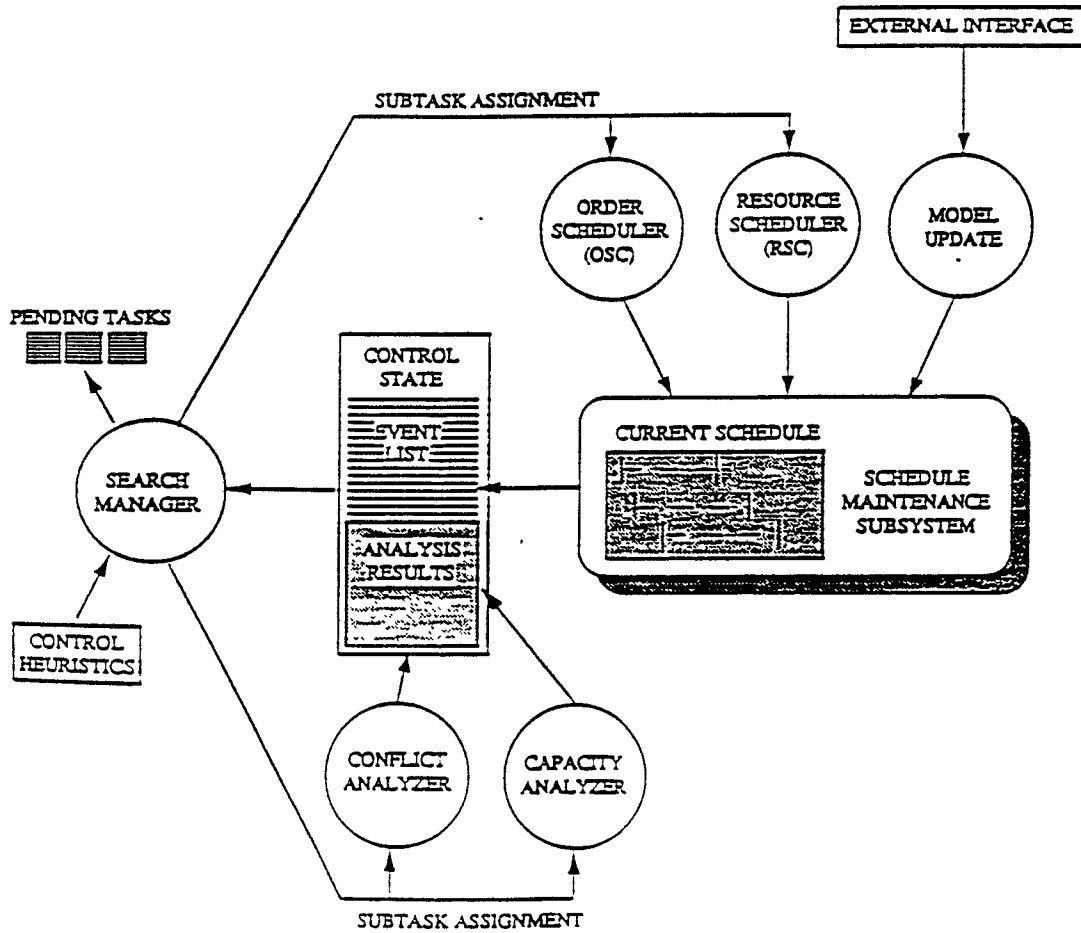 EXTERNAL INTERFACE
SUBTASK ASSIGNMENT
ORDER
SCHEDULER
(OSC)
RESOURCE
SCHEDULER
(RSC)
MODEL
UPDATE
PENDING TASKS
CONTROL
STATE
EVENT
LIST
ANALYSIS
RESULTS
CURRENT SCHEDULE
SCHEDULE
MAINTENANCE
SUBSYSTEM
SEARCH
MANAGER
CONTROL
HEURISTICS
CONFLICT
ANALYZER
CAPACITY
ANALYZER
SUBTASK ASSIGNMENT